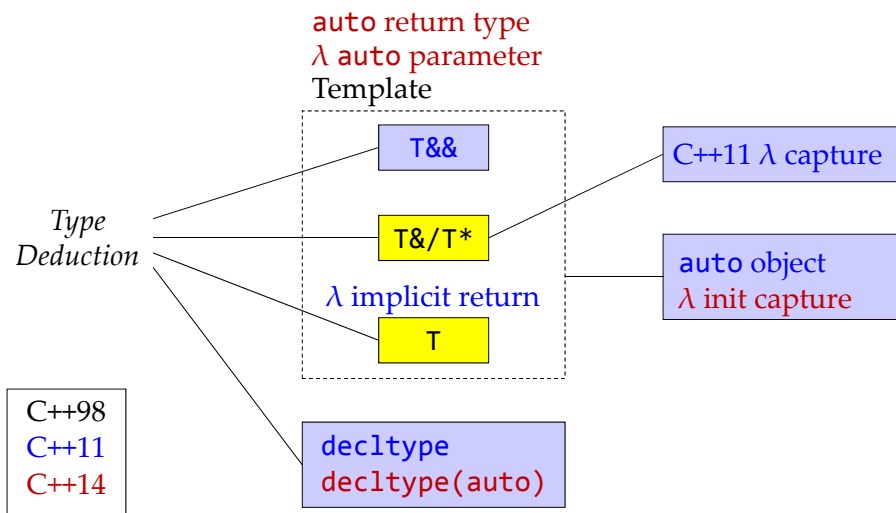 auto return type
λ auto parameter
Template
T&&
C++11 λ capture
Type
Deduction
T&/T*
auto object
λ init capture
λ implicit return
T
C++98
C++11
C++14
decltype
decltype(auto)